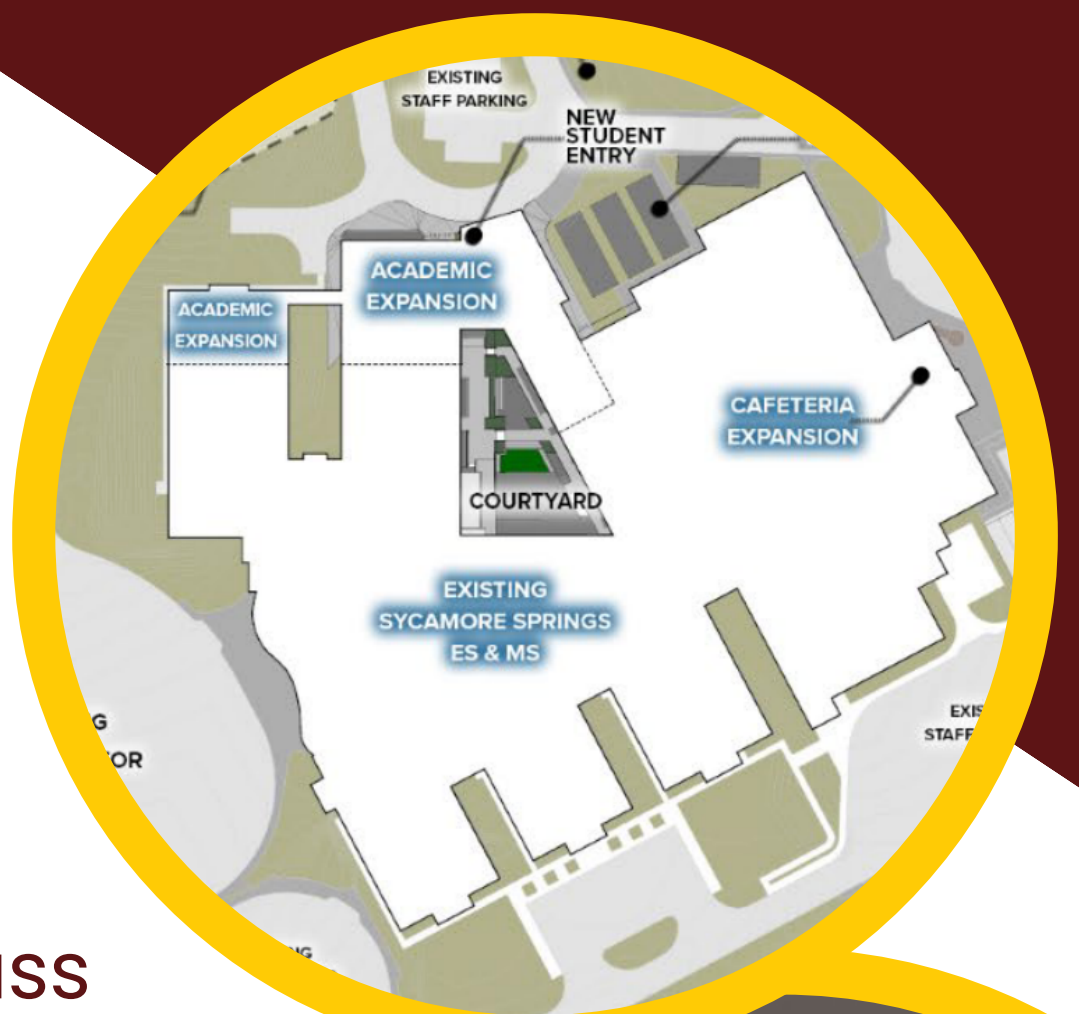 EXISTING
STAFF PARKING
NEW
STUDENT
ENTRY
ACADEMIC
EXPANSION
ACADEMIC
EXPANSION
CAFETERIA
EXPANSION
COURTYARD
EXISTING
SYCAMORE SPRINGS
ES & MS